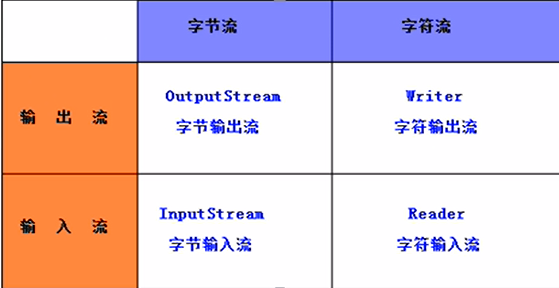 字节流 字符流
输 出 流
OutputStream Writer
字节输出流 字符输出流
输 入 流
InputStream Reader
字节输入流 字符输入流